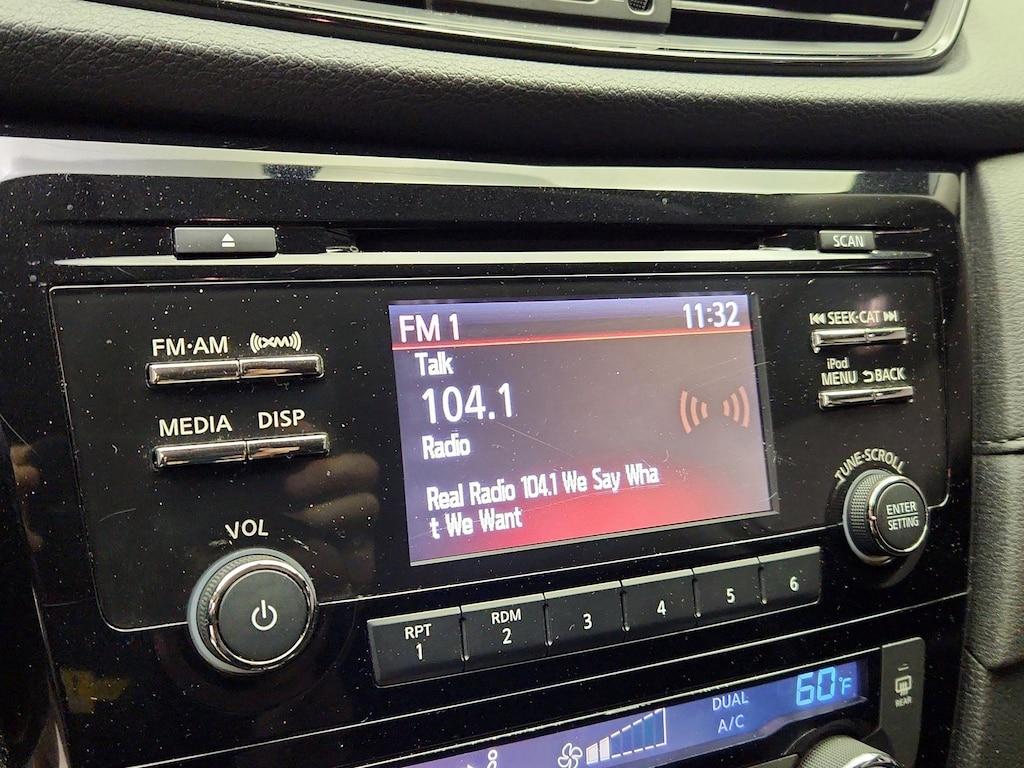 SCAN
FM·AM ((XM))
MEDIA DISP
VOL
FM 1 11:32
Talk
104.1
Radio
Real Radio 104.1 We Say Wha
t We Want
SEEK·CAT
iPod
MENU BACK
TUNE·SCROLL
ENTER
SETTING
RPT
1
RDM
2
3
4
5
6
DUAL
A/C
60°F
REAR